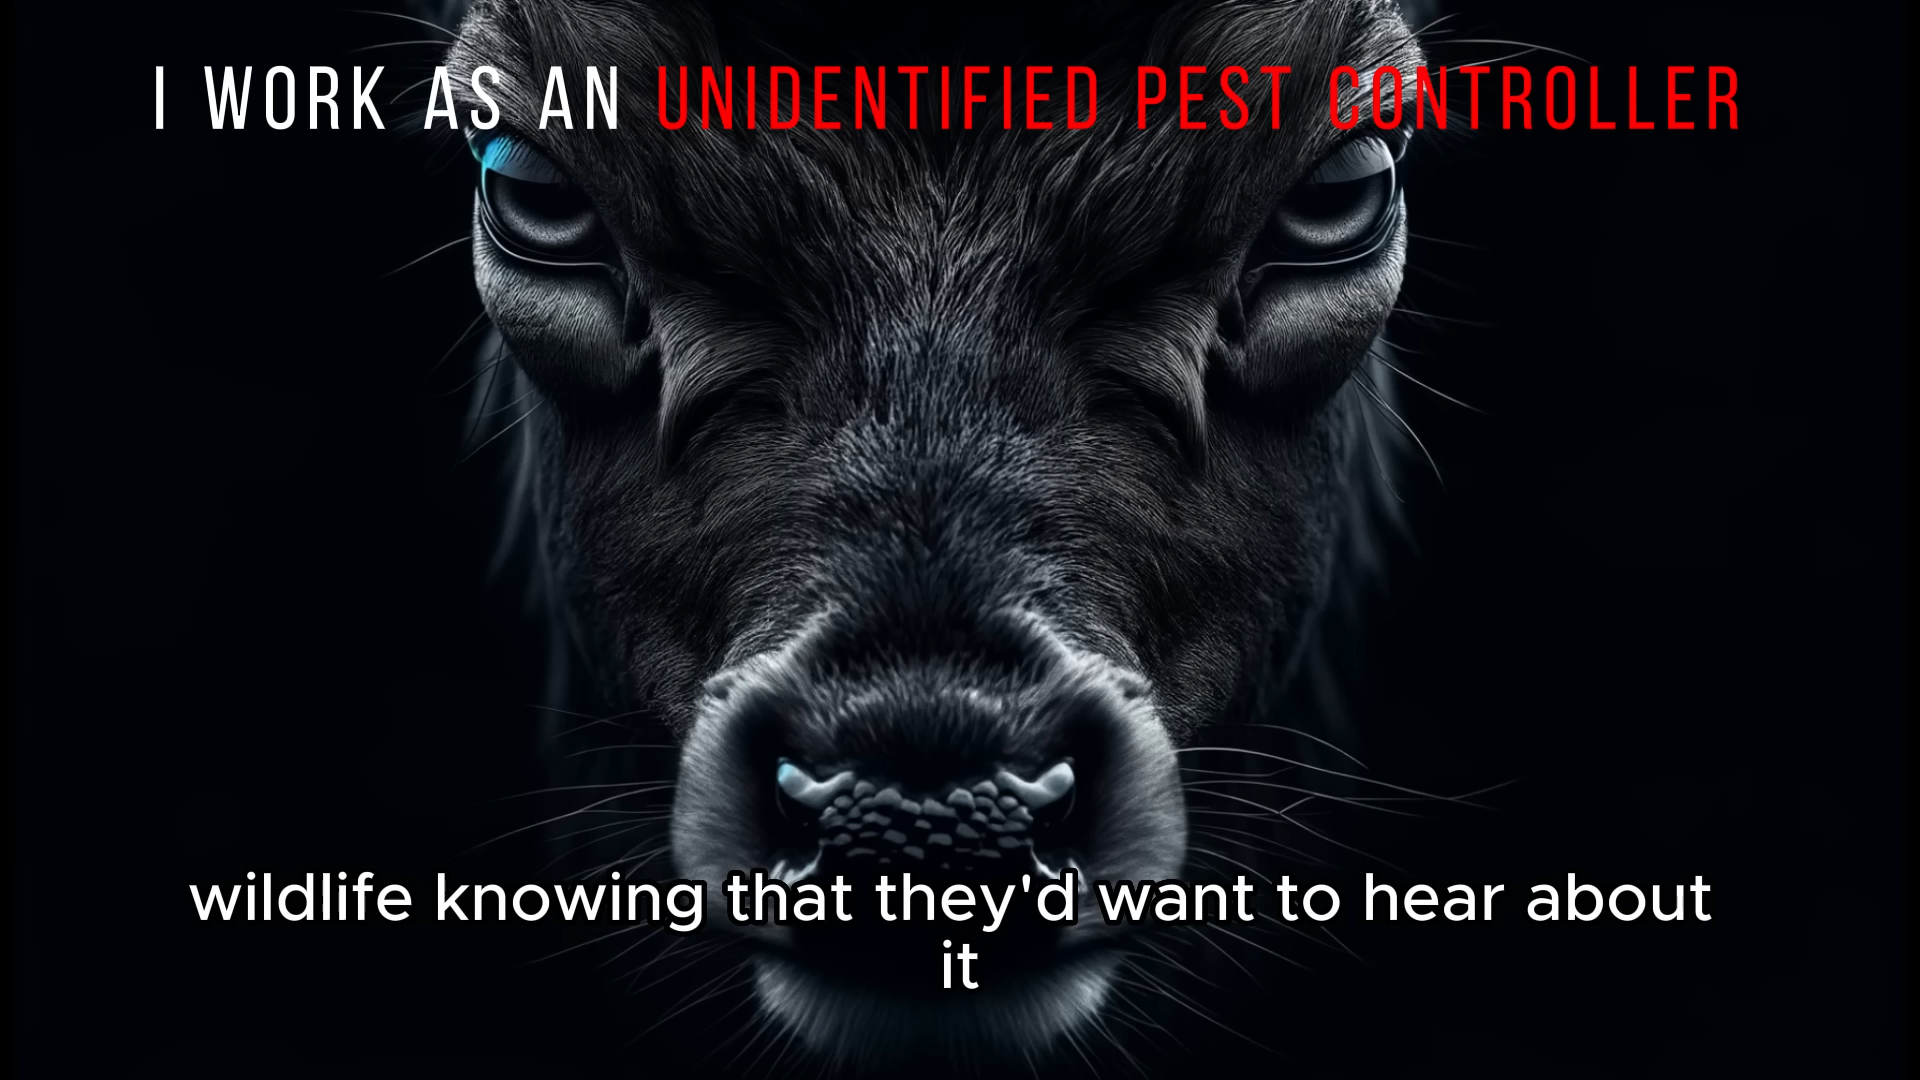 I WORK AS AN UNIDENTIFIED PEST CONTROLLER
wildlife knowing that they'd want to hear about
it